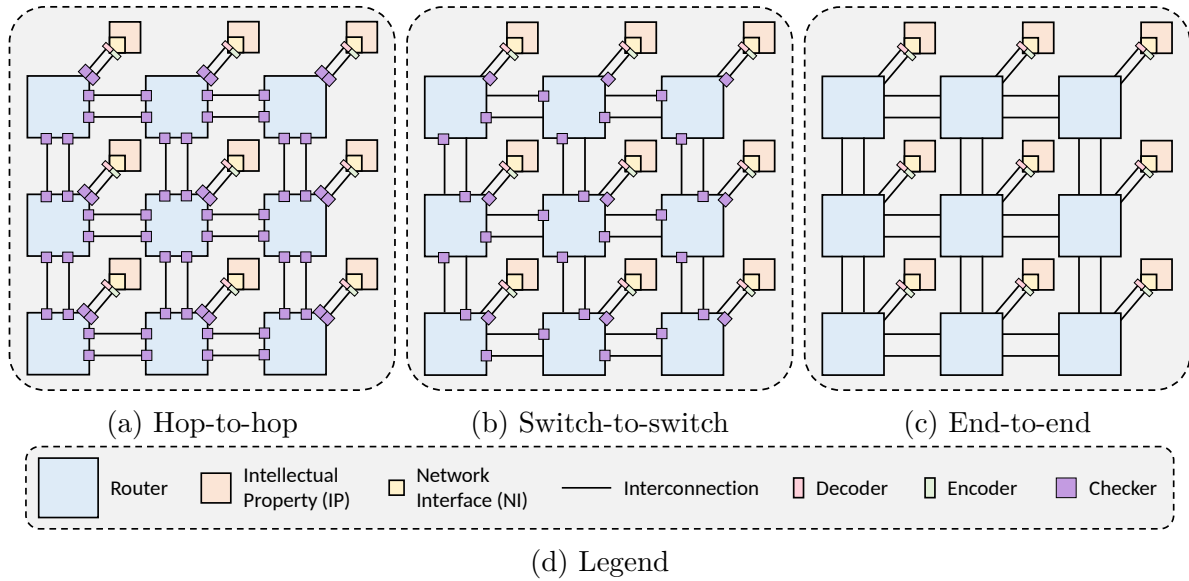 (a) Hop-to-hop
(b) Switch-to-switch
(c) End-to-end
Router
Intellectual
Property (IP)
Network
Interface (NI)
Interconnection
Decoder
Encoder
Checker
(d) Legend